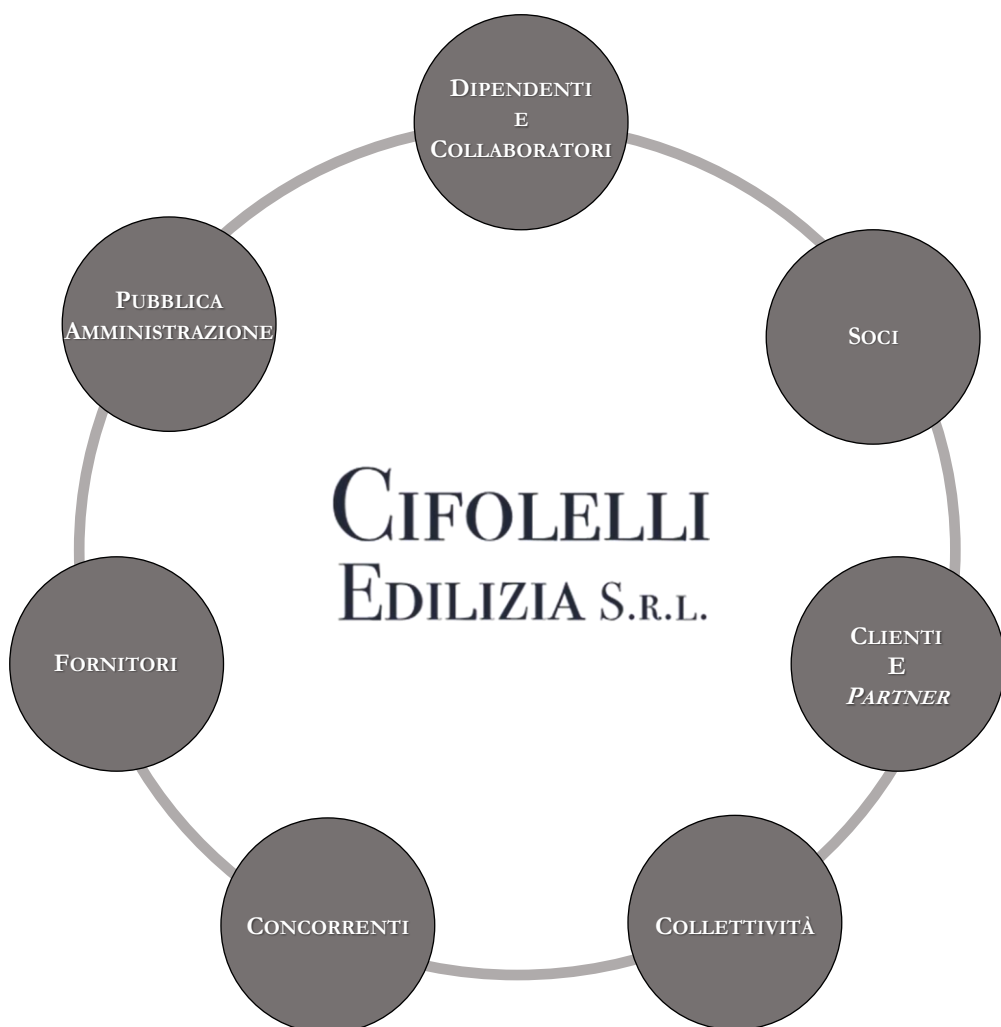 DIPENDENTI
E
COLLABORATORI
SOCI
CLIENTI
E
PARTNER
COLLETTIVITÀ
CONCORRENTI
FORNITORI
PUBBLICA
AMMINISTRAZIONE
CIFOLELLI
EDILIZIA S.R.L.